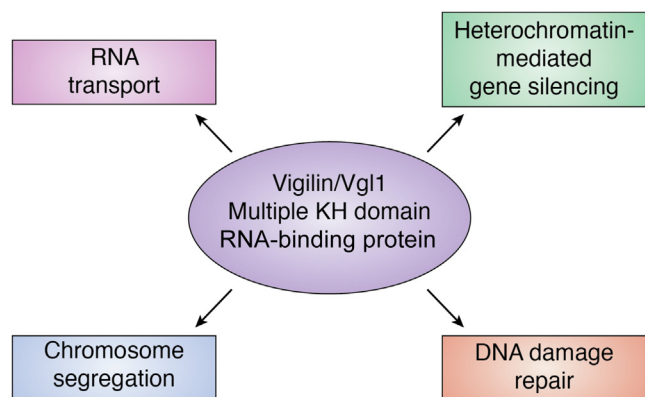 RNA
transport
Heterochromatin-
mediated
gene silencing
Vigilin/Vgl1
Multiple KH domain
RNA-binding protein
Chromosome
segregation
DNA damage
repair